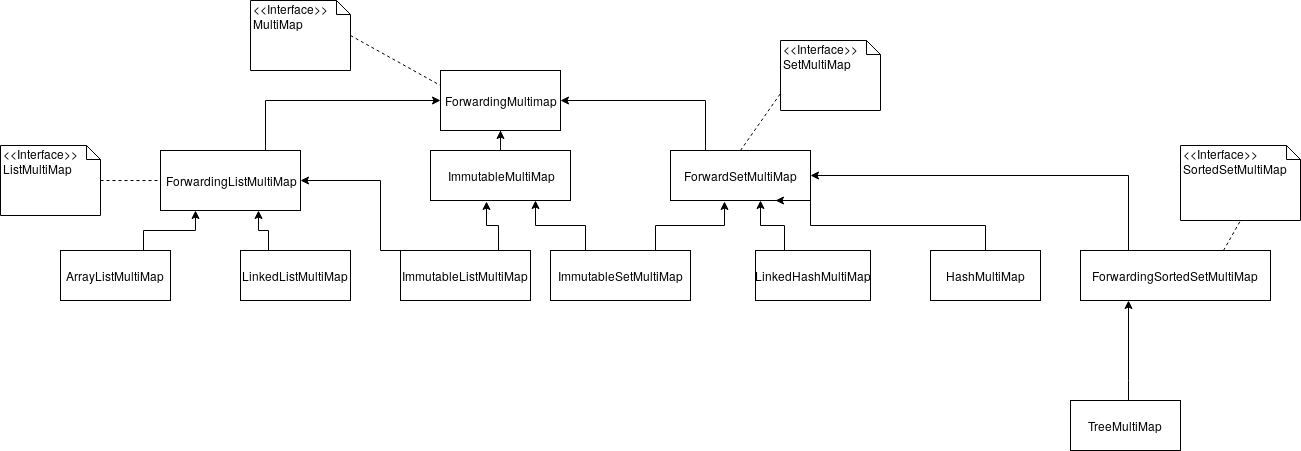 <<Interface>>
MultiMap
<<Interface>>
SetMultiMap
ForwardingMultimap
<<Interface>>
ListMultiMap
ForwardingListMultiMap
ImmutableMultiMap
ForwardSetMultiMap
<<Interface>>
SortedSetMultiMap
ArrayListMultiMap
LinkedListMultiMap
ImmutableListMultiMap
ImmutableSetMultiMap
LinkedHashMultiMap
HashMultiMap
ForwardingSortedSetMultiMap
TreeMultiMap